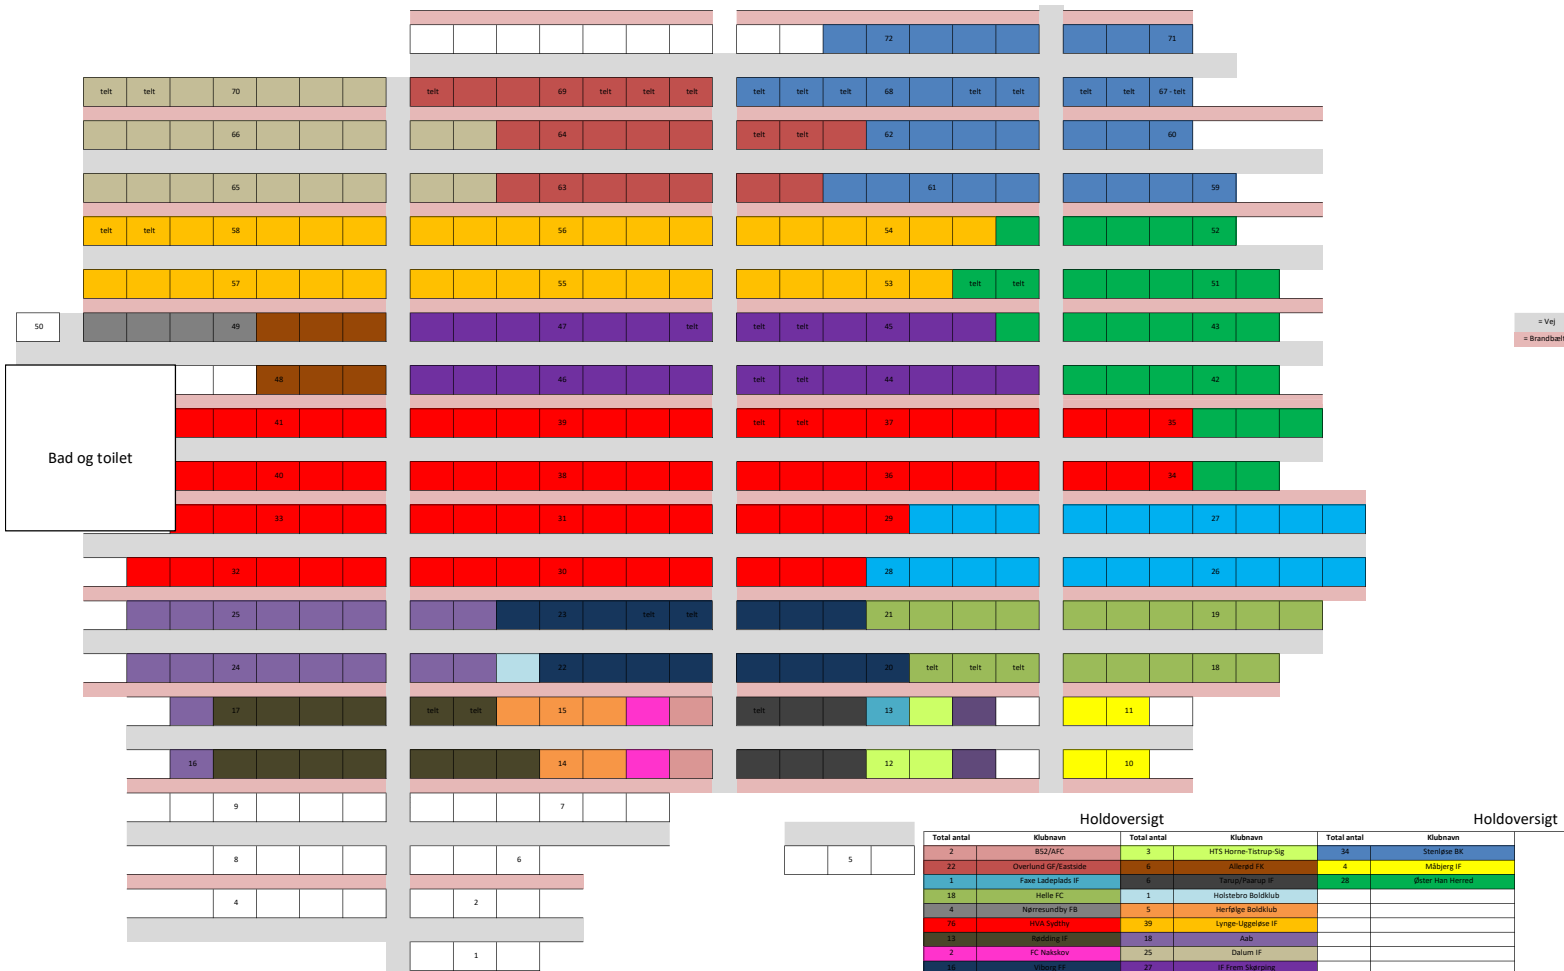 72 71
telt telt 70 telt 69 telt telt telt telt telt telt 68 telt telt telt telt 67 - telt
66 64 telt telt 62 60
65 63 61 59
telt telt 58 56 54 52
57 55 53 telt telt 51
50 49 47 telt telt telt 45 43
= Vej
= Brandbælt
48 46 telt telt 44 42
41 39 telt telt 37 35
Bad og toilet
40 38 36 34
33 31 29 27
32 30 28 26
25 23 telt telt 21 19
24 22 20 telt telt telt 18
17 telt telt 15 telt 13 11
16 14 12 10
9 7
Holdoversigt Holdoversigt
Total antal Klubnavn Total antal Klubnavn Total antal Klubnavn
8 6 5
2 B52/AFC 3 HTS Horne-Tistrup-Sig 34 Stenløse BK
22 Overlund GF/Eastside 6 Allerød FK 4 Måbjerg IF
1 Faxe Ladeplads IF 6 Tarup/Paarup IF 28 Øster Han Herred
18 Helle FC 1 Holstebro Boldklub
4 2
4 Nørresundby FB 5 Herfølge Boldklub
76 HVA Sydthy 39 Lynge-Uggeløse IF
13 Rødding IF 18 Aab
1
2 FC Nakskov 25 Dalum IF
16 Viborg FF 27 IF Frem Skørping